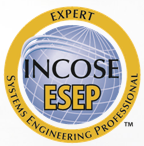 EXPERT
INCOSE
ESEP
SYSTEMS ENGINEERING PROFESSIONAL
TM